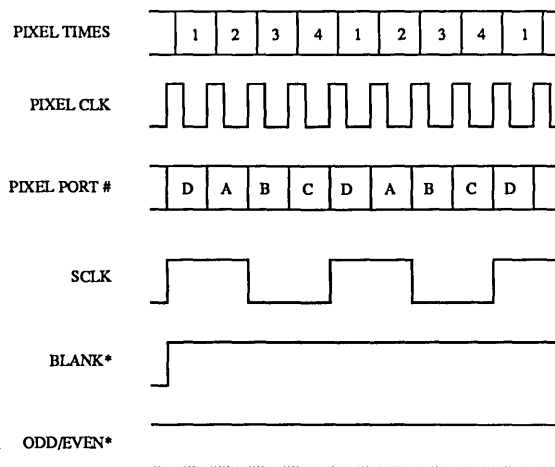 PIXEL TIMES 1 2 3 4 1 2 3 4 1
PIXEL CLK
PIXEL PORT # D A B C D A B C D
SCLK
BLANK*
ODD/EVEN*